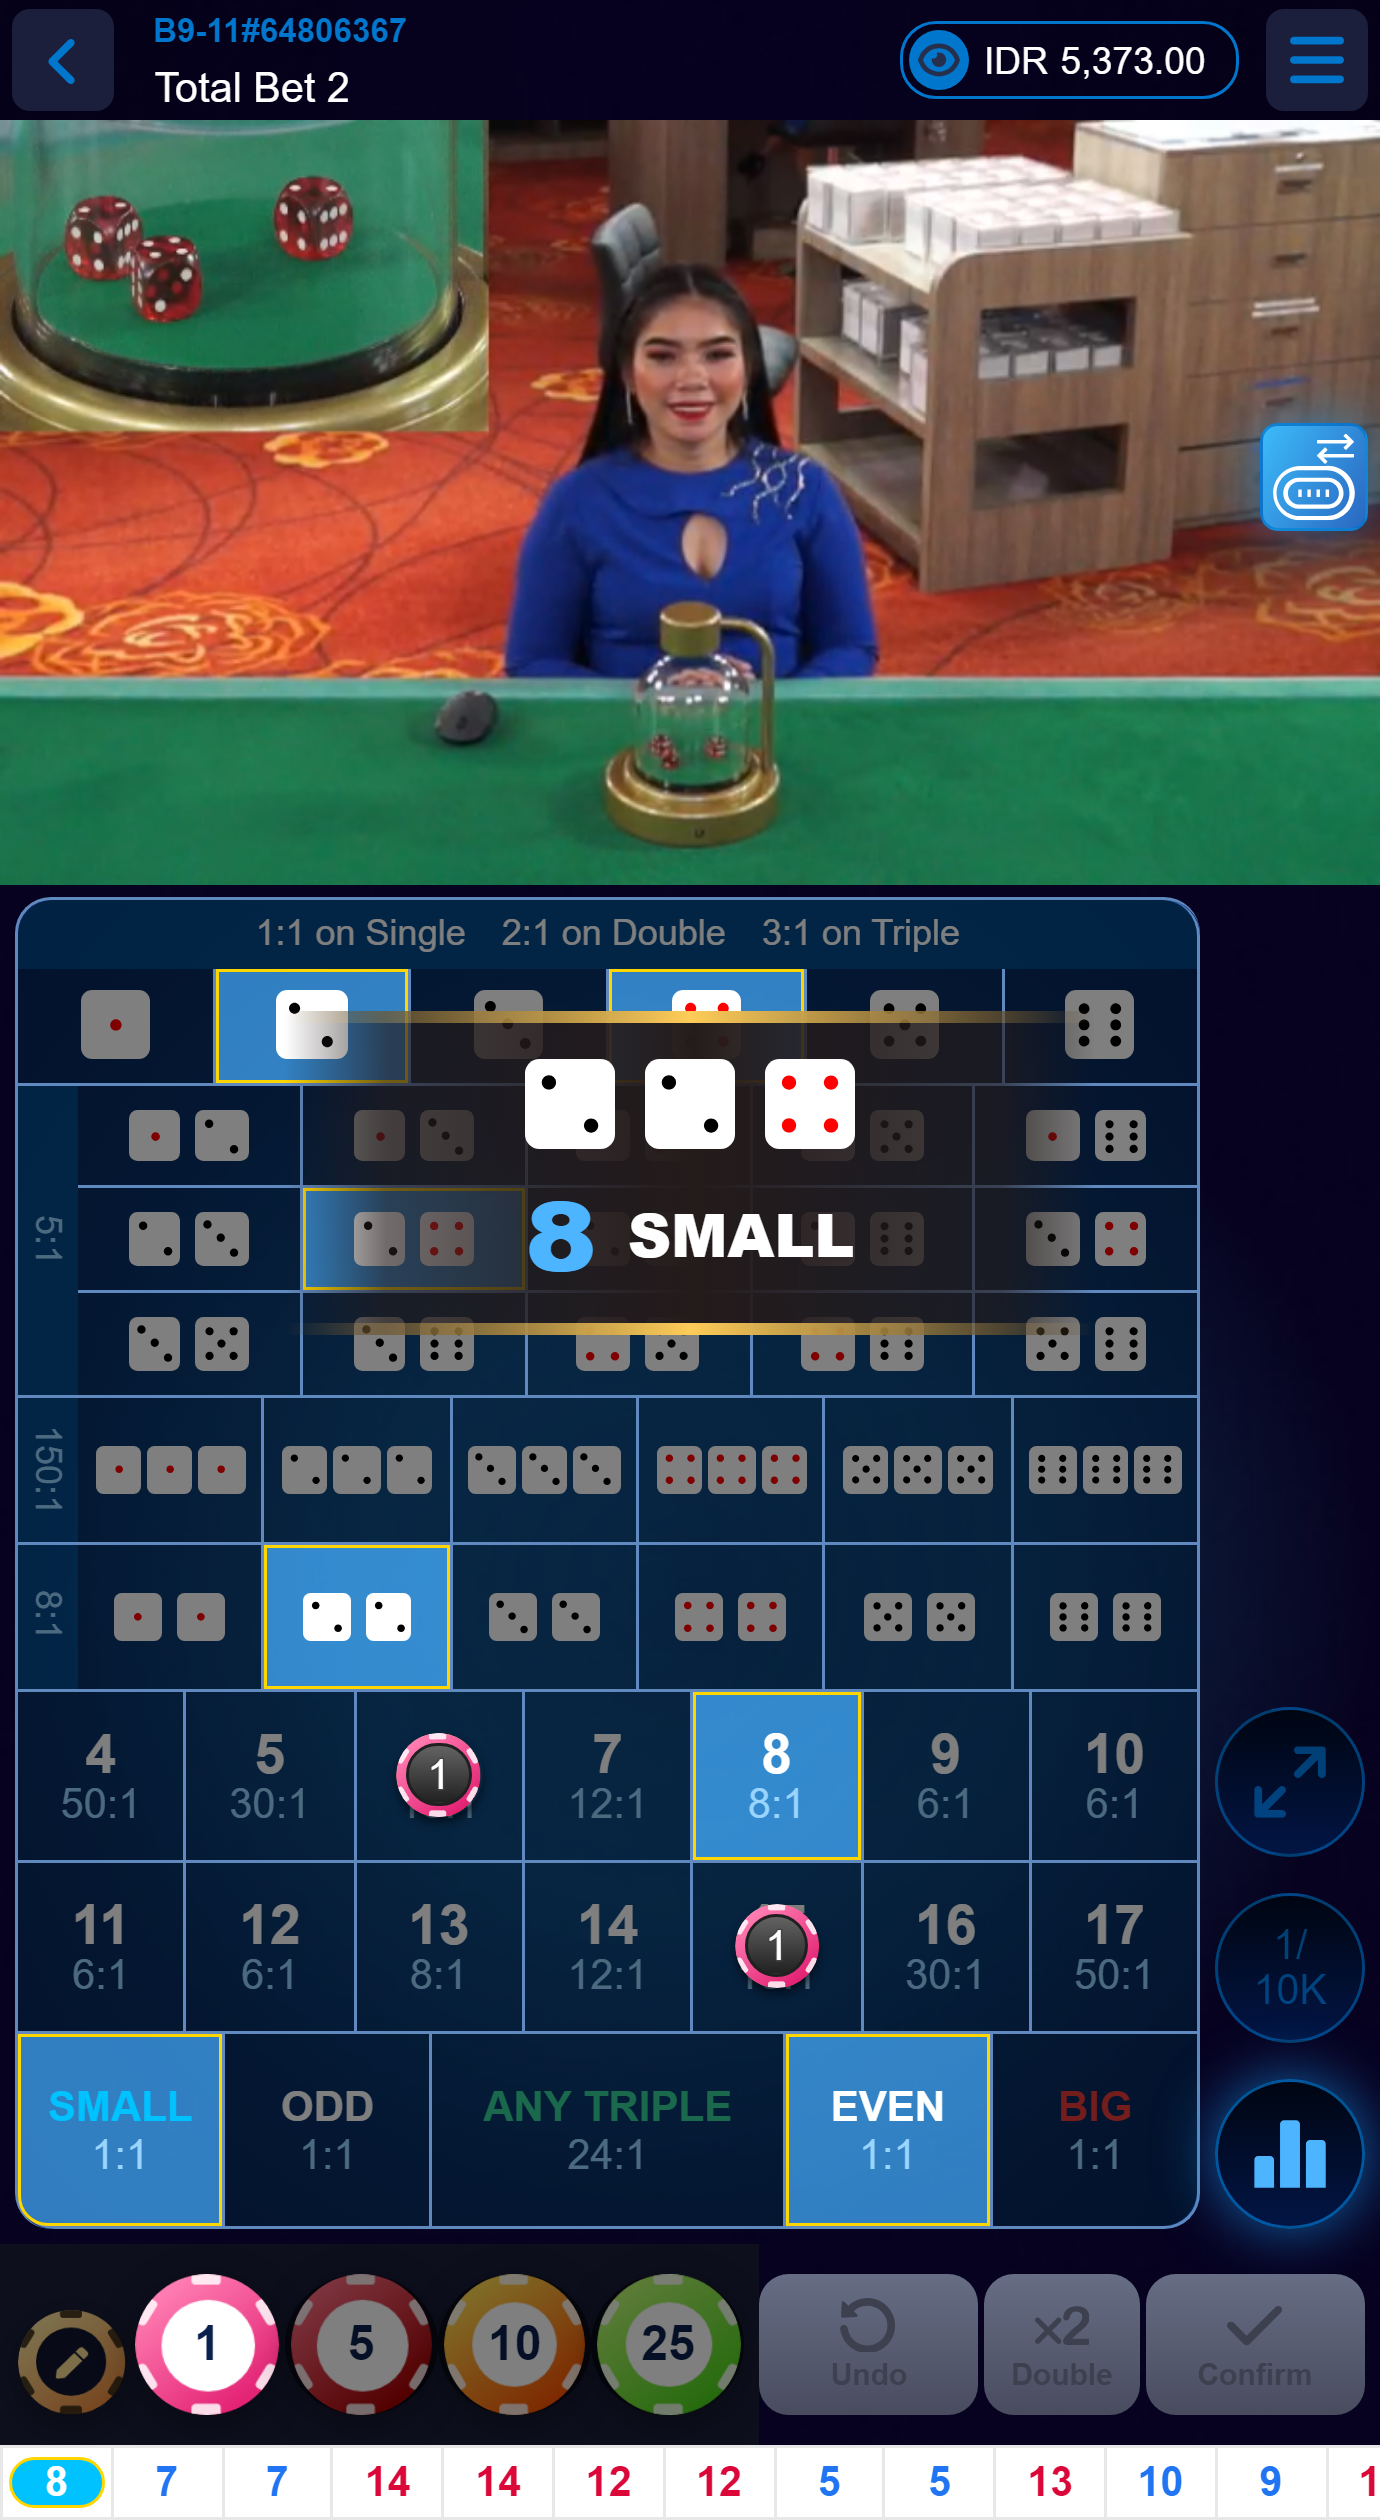 B9-11#64806367
Total Bet 2
IDR 5,373.00
1:1 on Single 2:1 on Double 3:1 on Triple
8 SMALL
5:1
150:1
8:1
4 5 1 7 8 9 10
50:1 30:1 12:1 8:1 6:1 6:1
11 12 13 14 1 16 17
6:1 6:1 8:1 12:1 30:1 50:1
1/
10K
SMALL ODD ANY TRIPLE EVEN BIG
1:1 1:1 24:1 1:1 1:1
1 5 10 25
x2
Undo Double Confirm
8 7 7 14 14 12 12 5 5 13 10 9